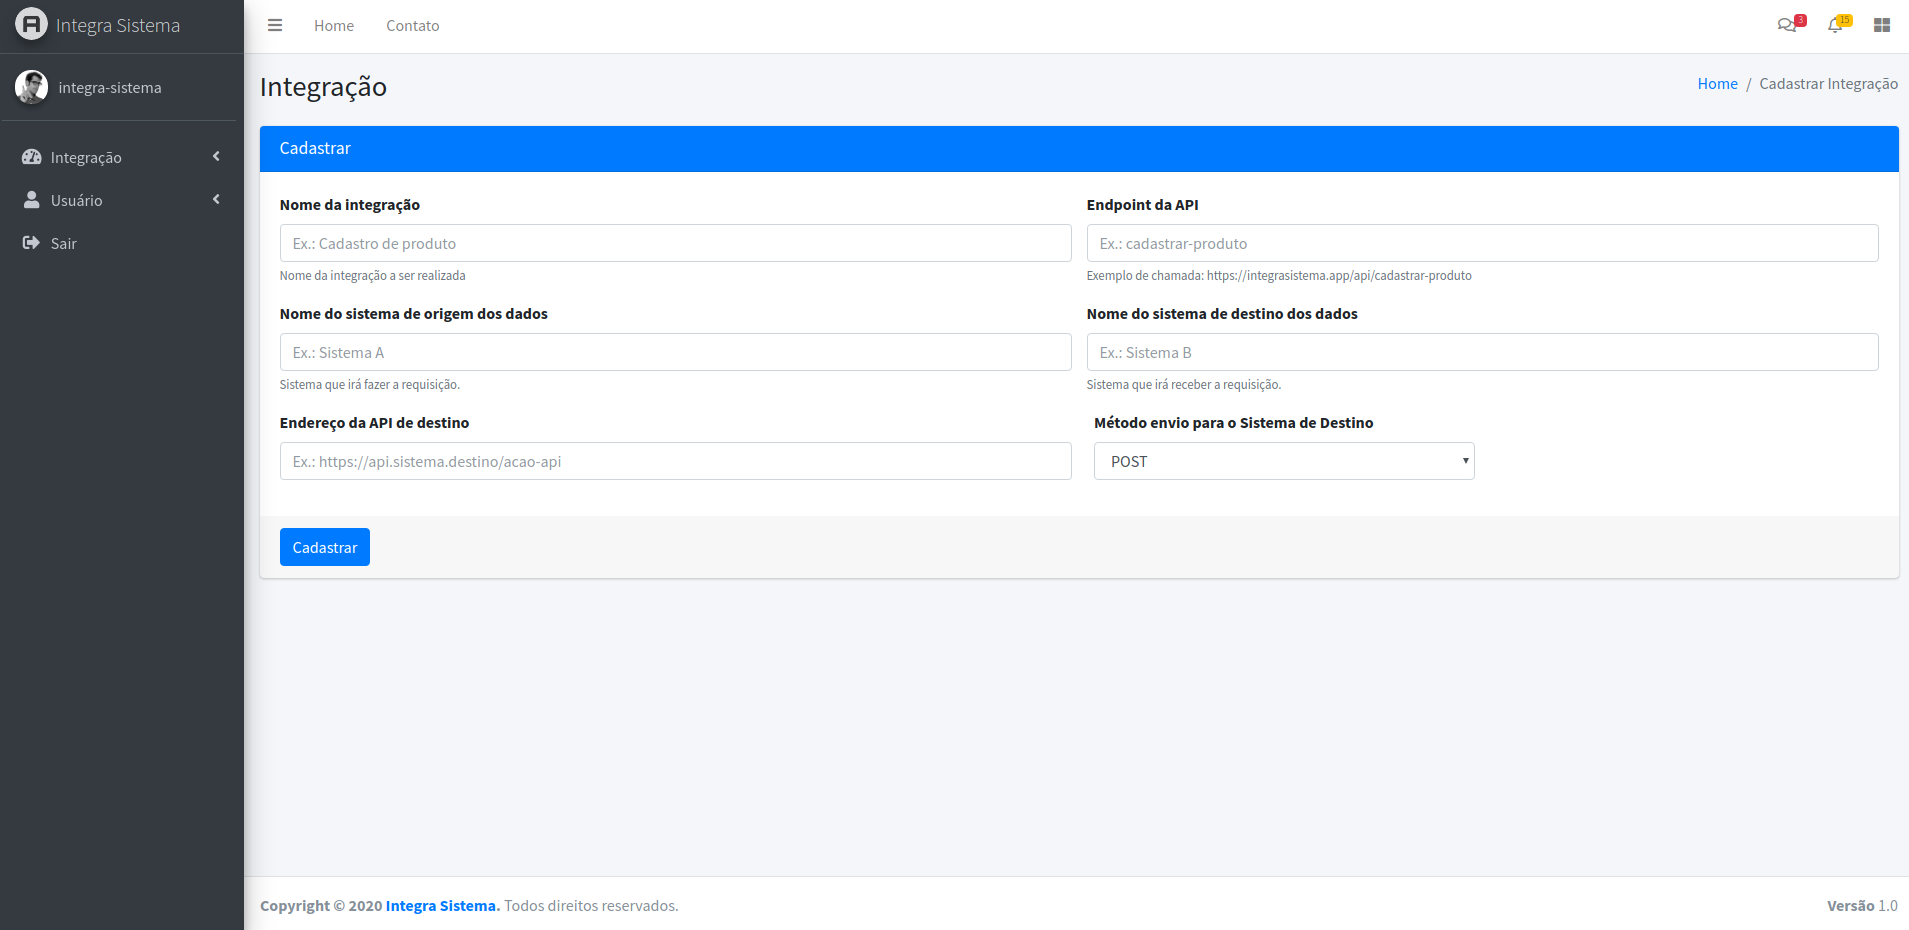 Integra Sistema
Home
Contato
3
15
integra-sistema
Integração
Usuário
Sair
Integração
Home / Cadastrar Integração
Cadastrar
Nome da integração
Ex.: Cadastro de produto
Nome da integração a ser realizada
Endpoint da API
Ex.: cadastrar-produto
Exemplo de chamada: https://integrasistema.app/api/cadastrar-produto
Nome do sistema de origem dos dados
Ex.: Sistema A
Sistema que irá fazer a requisição.
Nome do sistema de destino dos dados
Ex.: Sistema B
Sistema que irá receber a requisição.
Endereço da API de destino
Ex.: https://api.sistema.destino/acao-api
Método envio para o Sistema de Destino
POST
Cadastrar
Copyright © 2020 Integra Sistema. Todos direitos reservados.
Versão 1.0